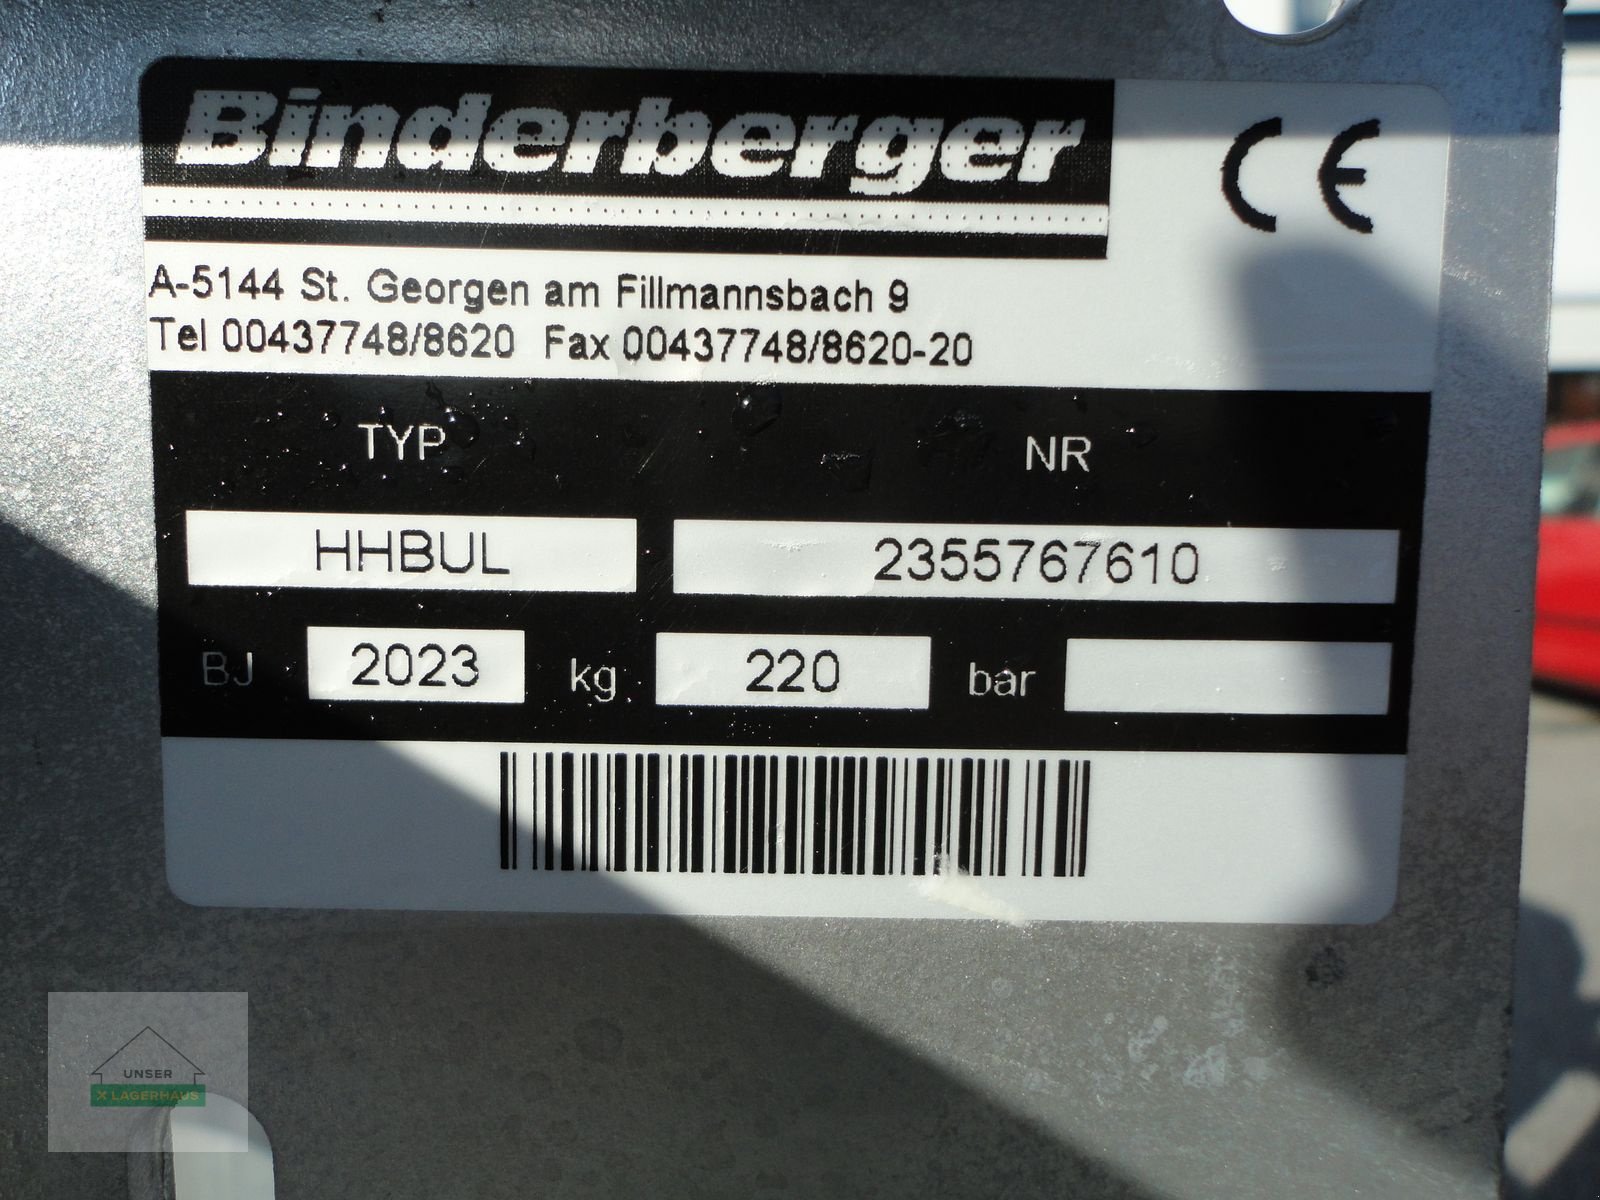 Binderberger
CE
A-5144 St. Georgen am Fillmannsbach 9
Tel 00437748/8620 Fax 00437748/8620-20
TYP NR
HHBUL 2355767610
BJ 2023 kg 220 bar
UNSER
X LAGERHAUS